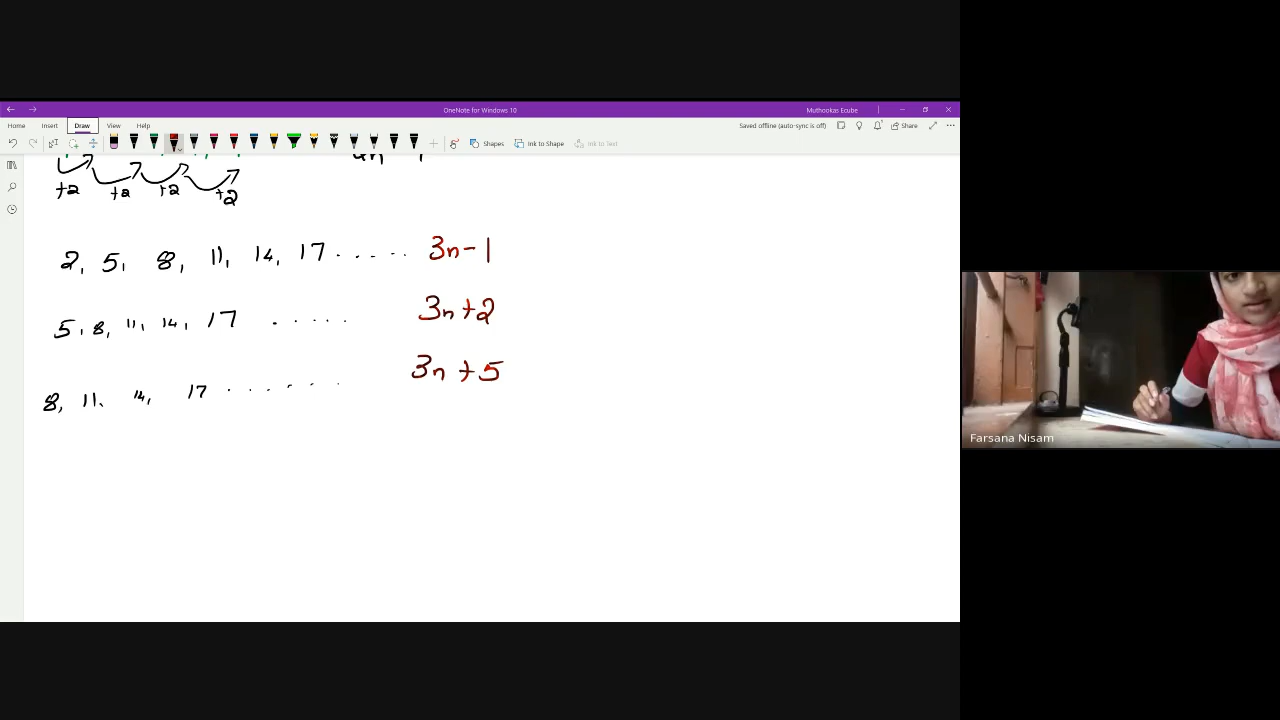 OneNote for Windows 10
Muthookas Ecube
Home Insert Draw View Help
Saved offline (auto-sync is off)
Share
Shapes
Ink to Shape
Ink to Text
+2 +2 +2 +2
2, 5, 8, 11, 14, 17 ..... 3n-1
5, 8, 11, 14, 17 ..... 3n+2
8, 11, 14, 17 ...... 3n+5
Farsana Nisam